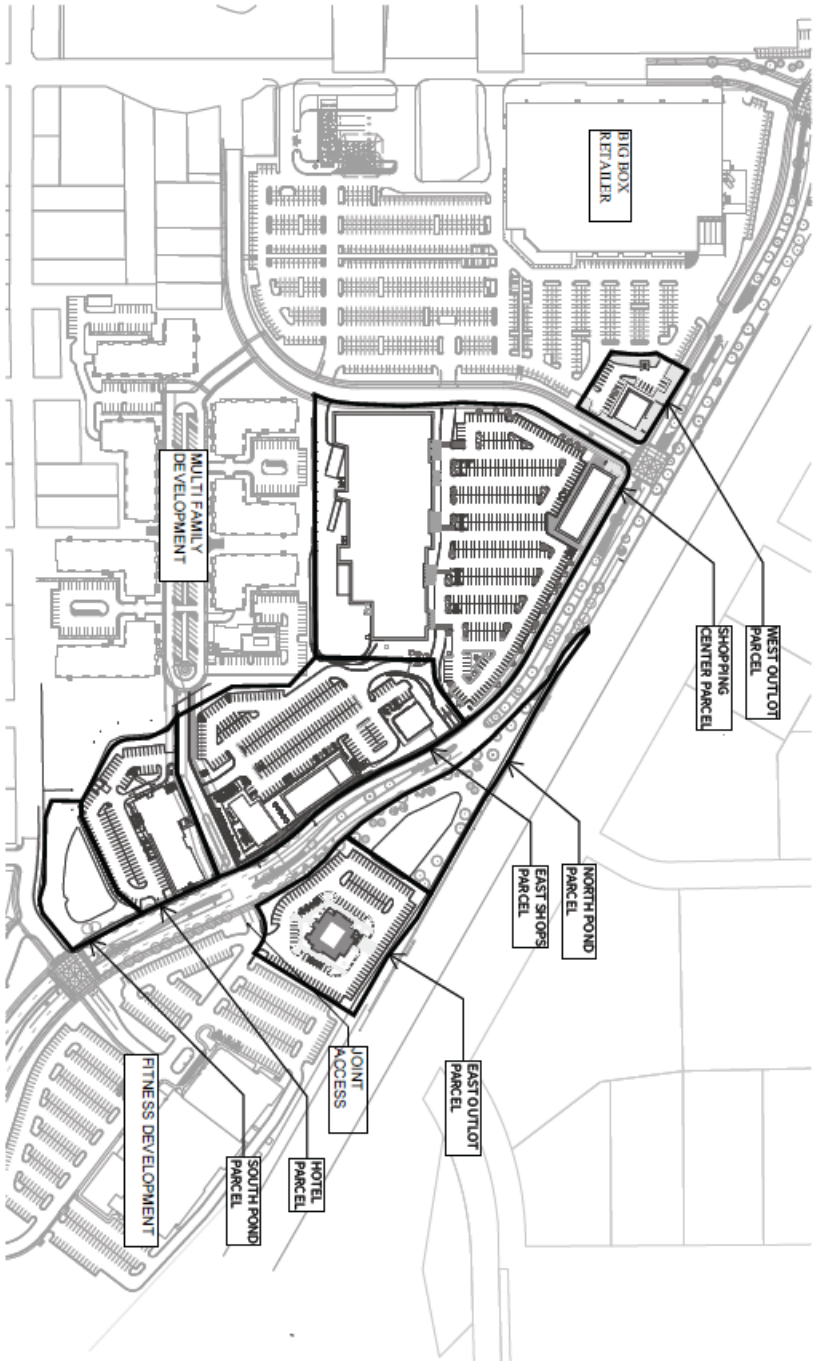 BIG BOX
RETAILER
WEST OUTLOT
PARCEL
SHOPPING
CENTER PARCEL
MULTI FAMILY
DEVELOPMENT
NORTH POND
PARCEL
EAST SHOPS
PARCEL
EAST OUTLOT
PARCEL
JOINT
ACCESS
HOTEL
PARCEL
SOUTH POND
PARCEL
FITNESS DEVELOPMENT